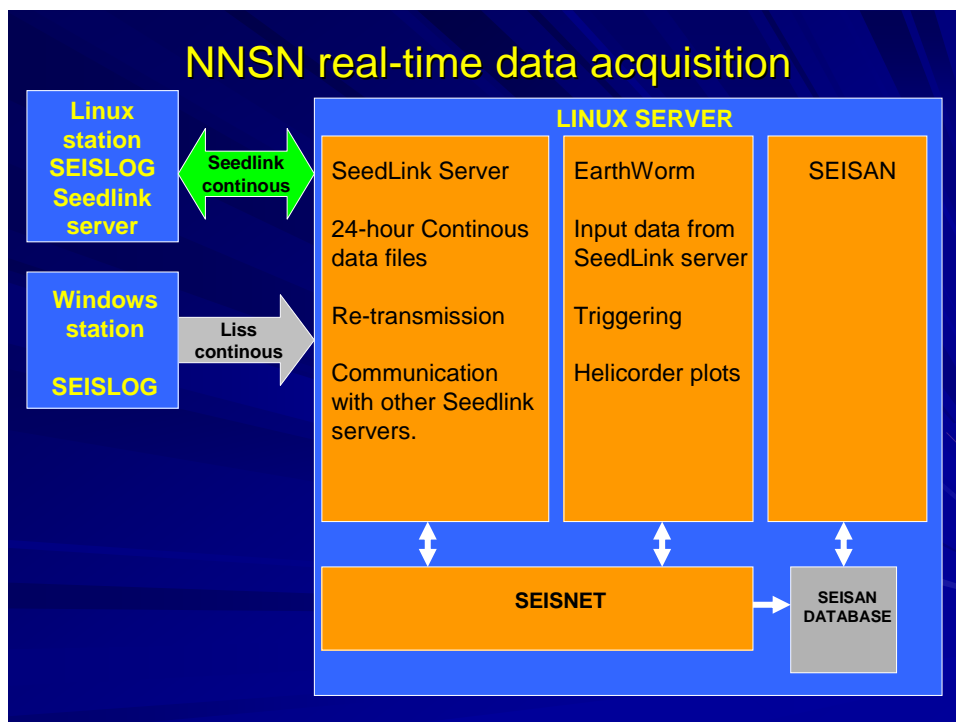 NNSN real-time data acquisition
Linux
station
SEISLOG
Seedlink
server
Seedlink
continous
Windows
station
SEISLOG
Liss
continous
LINUX SERVER
SeedLink Server
24-hour Continous
data files
Re-transmission
Communication
with other Seedlink
servers.
EarthWorm
Input data from
SeedLink server
Triggering
Helicorder plots
SEISAN
SEISNET
SEISAN
DATABASE